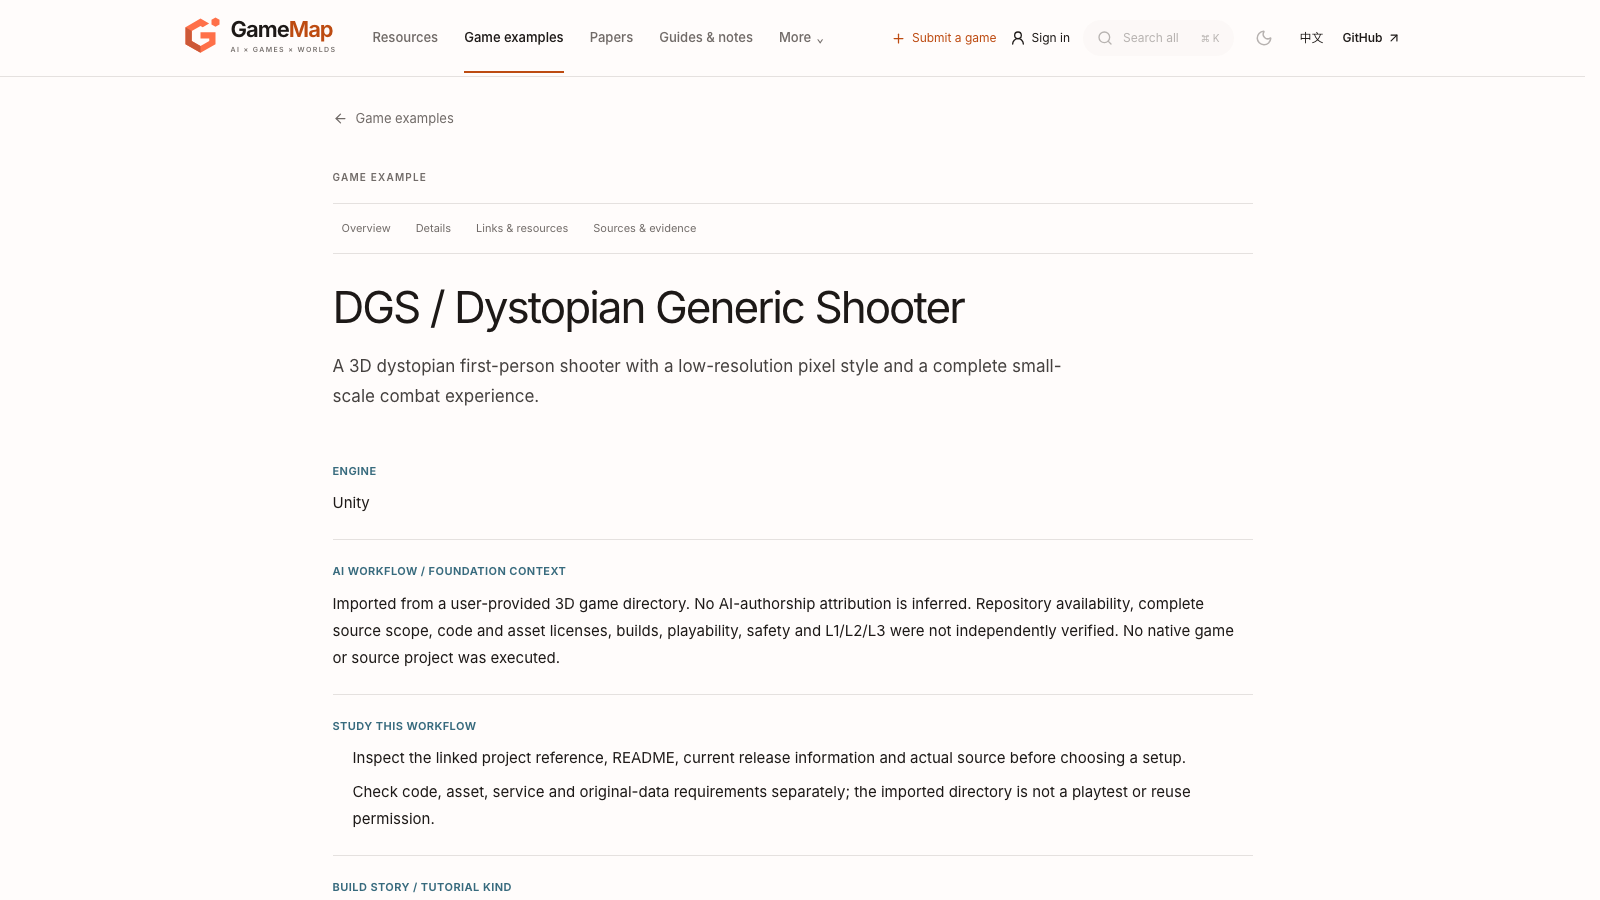 GameMap
AI × GAMES × WORLDS
Resources
Game examples
Papers
Guides & notes
More
Submit a game
Sign in
Search all
⌘ K
中文
GitHub
Game examples
GAME EXAMPLE
Overview
Details
Links & resources
Sources & evidence
DGS / Dystopian Generic Shooter
A 3D dystopian first-person shooter with a low-resolution pixel style and a complete small-
scale combat experience.
ENGINE
Unity
AI WORKFLOW / FOUNDATION CONTEXT
Imported from a user-provided 3D game directory. No AI-authorship attribution is inferred. Repository availability, complete
source scope, code and asset licenses, builds, playability, safety and L1/L2/L3 were not independently verified. No native game
or source project was executed.
STUDY THIS WORKFLOW
Inspect the linked project reference, README, current release information and actual source before choosing a setup.
Check code, asset, service and original-data requirements separately; the imported directory is not a playtest or reuse
permission.
BUILD STORY / TUTORIAL KIND